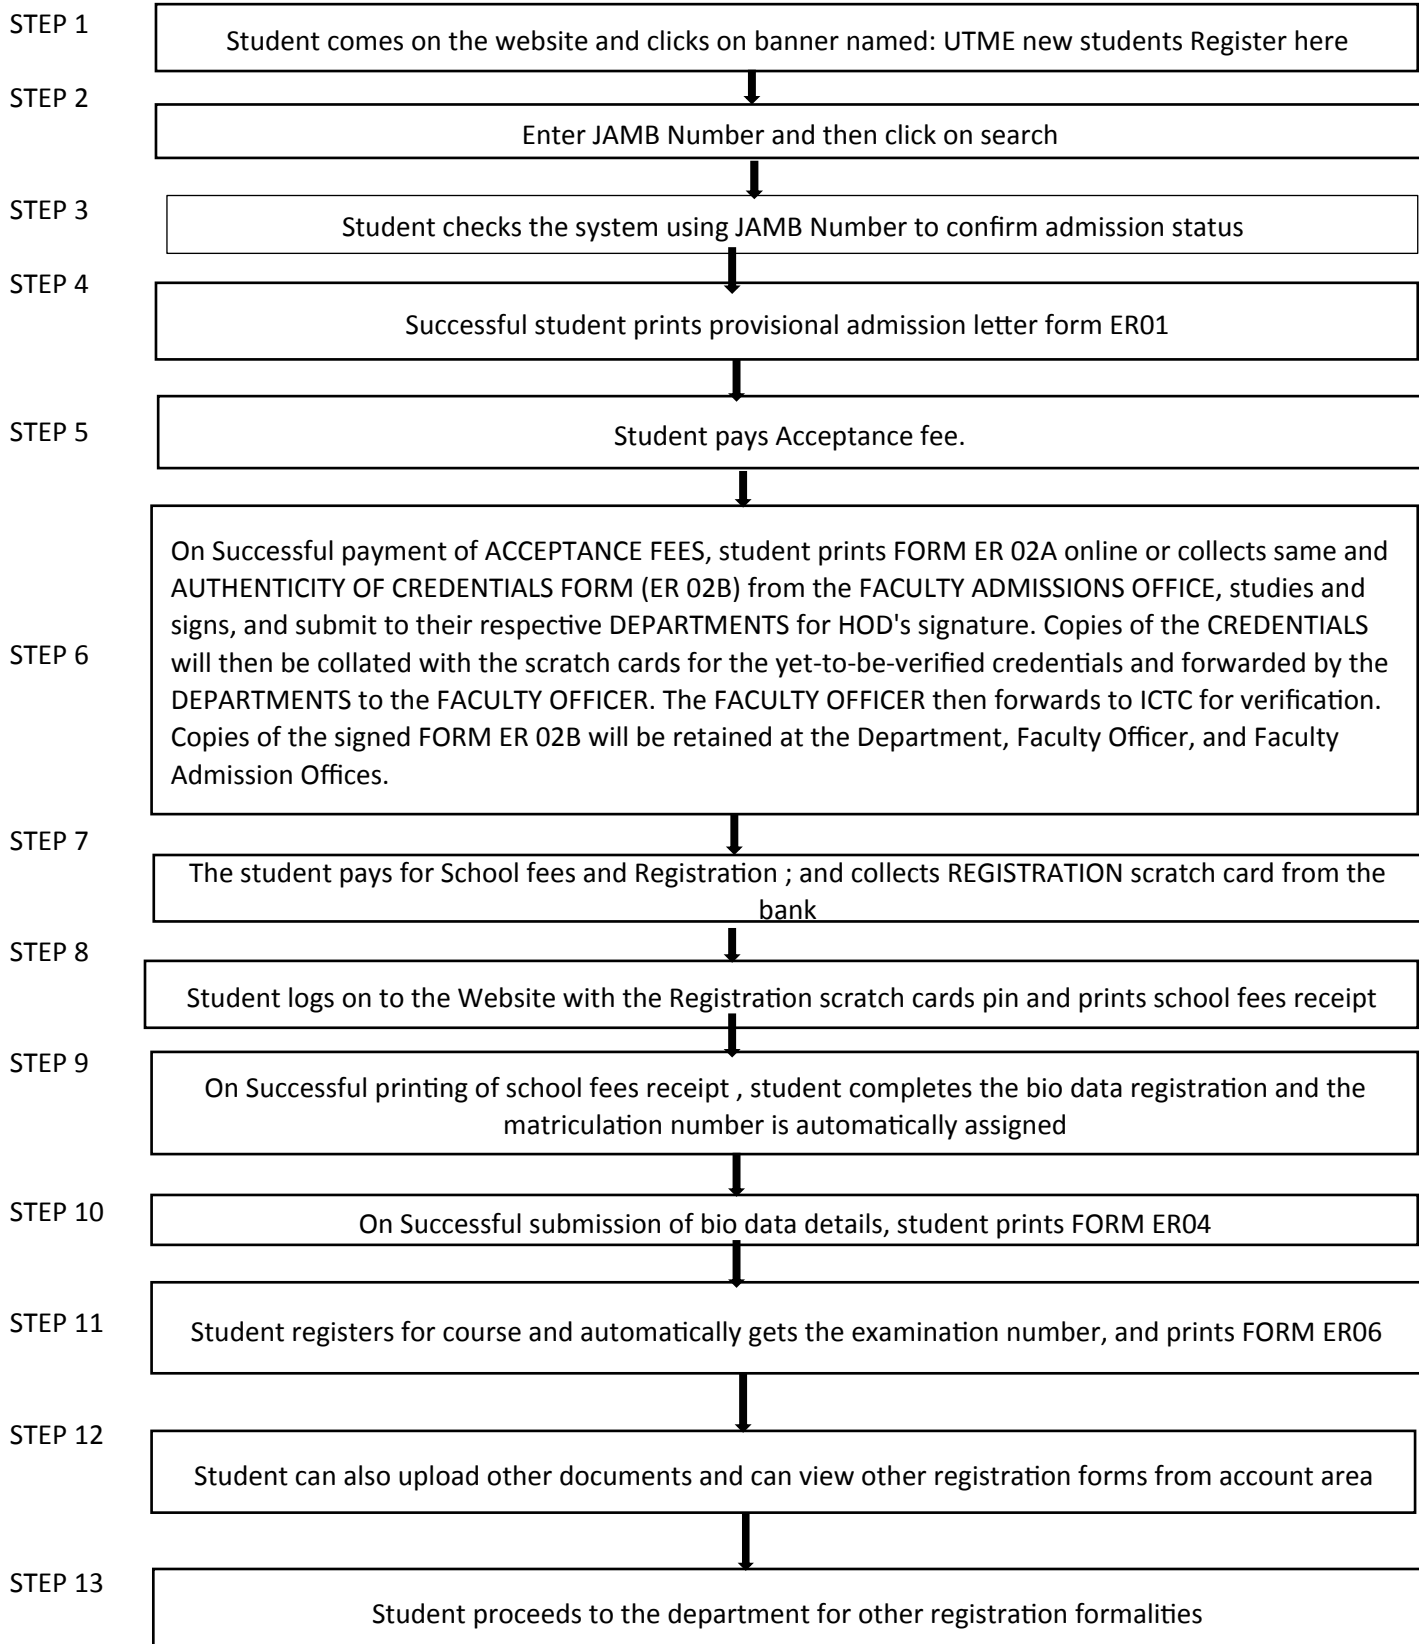 STEP 1
Student comes on the website and clicks on banner named: UTME new students Register here
STEP 2
Enter JAMB Number and then click on search
STEP 3
Student checks the system using JAMB Number to confirm admission status
STEP 4
Successful student prints provisional admission letter form ER01
STEP 5
Student pays Acceptance fee.
STEP 6
On Successful payment of ACCEPTANCE FEES, student prints FORM ER 02A online or collects same and
AUTHENTICITY OF CREDENTIALS FORM (ER 02B) from the FACULTY ADMISSIONS OFFICE, studies and
signs, and submit to their respective DEPARTMENTS for HOD's signature. Copies of the CREDENTIALS
will then be collated with the scratch cards for the yet-to-be-verified credentials and forwarded by the
DEPARTMENTS to the FACULTY OFFICER. The FACULTY OFFICER then forwards to ICTC for verification.
Copies of the signed FORM ER 02B will be retained at the Department, Faculty Officer, and Faculty
Admission Offices.
STEP 7
The student pays for School fees and Registration ; and collects REGISTRATION scratch card from the
bank
STEP 8
Student logs on to the Website with the Registration scratch cards pin and prints school fees receipt
STEP 9
On Successful printing of school fees receipt , student completes the bio data registration and the
matriculation number is automatically assigned
STEP 10
On Successful submission of bio data details, student prints FORM ER04
STEP 11
Student registers for course and automatically gets the examination number, and prints FORM ER06
STEP 12
Student can also upload other documents and can view other registration forms from account area
STEP 13
Student proceeds to the department for other registration formalities